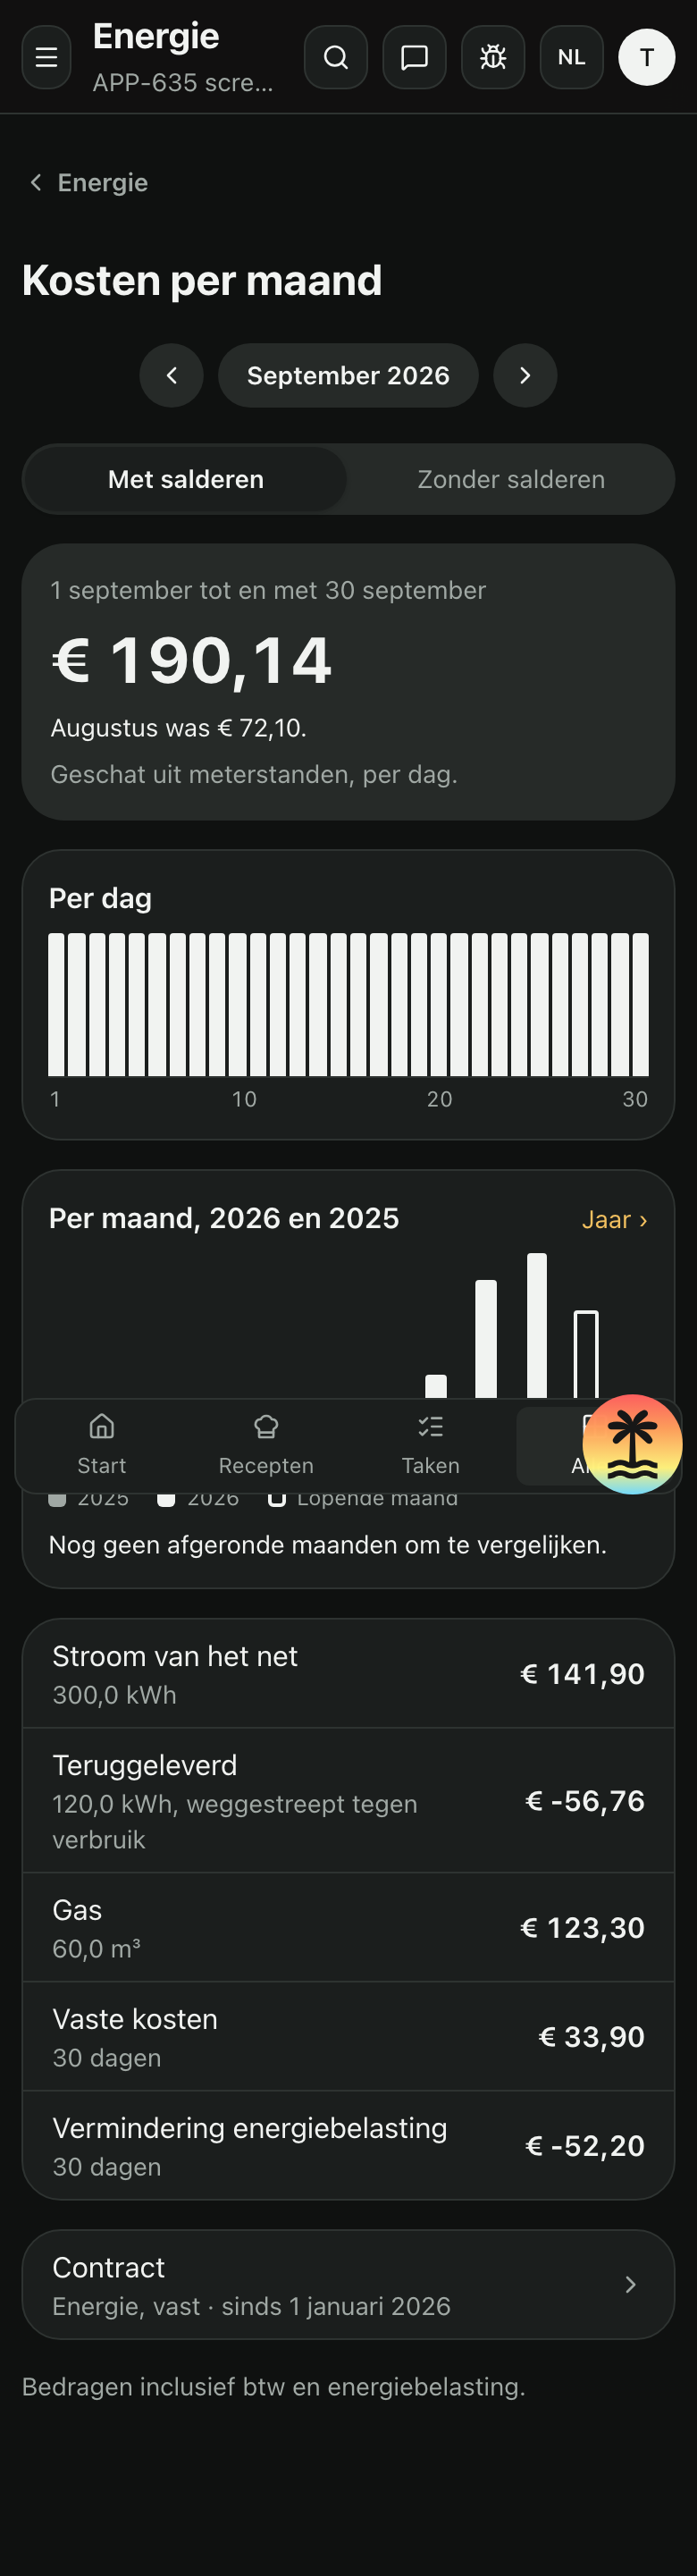 Energie
APP-635 scre...
NL
T
Energie
Kosten per maand
September 2026
Met salderen
Zonder salderen
1 september tot en met 30 september
€ 190,14
Augustus was € 72,10.
Geschat uit meterstanden, per dag.
Per dag
1 10 20 30
Per maand, 2026 en 2025
Jaar ›
Start
Recepten
Taken
2025
2026
Lopende maand
Nog geen afgeronde maanden om te vergelijken.
Stroom van het net
300,0 kWh
€ 141,90
Teruggeleverd
120,0 kWh, weggestreept tegen
verbruik
€ -56,76
Gas
60,0 m³
€ 123,30
Vaste kosten
30 dagen
€ 33,90
Vermindering energiebelasting
30 dagen
€ -52,20
Contract
Energie, vast · sinds 1 januari 2026
Bedragen inclusief btw en energiebelasting.